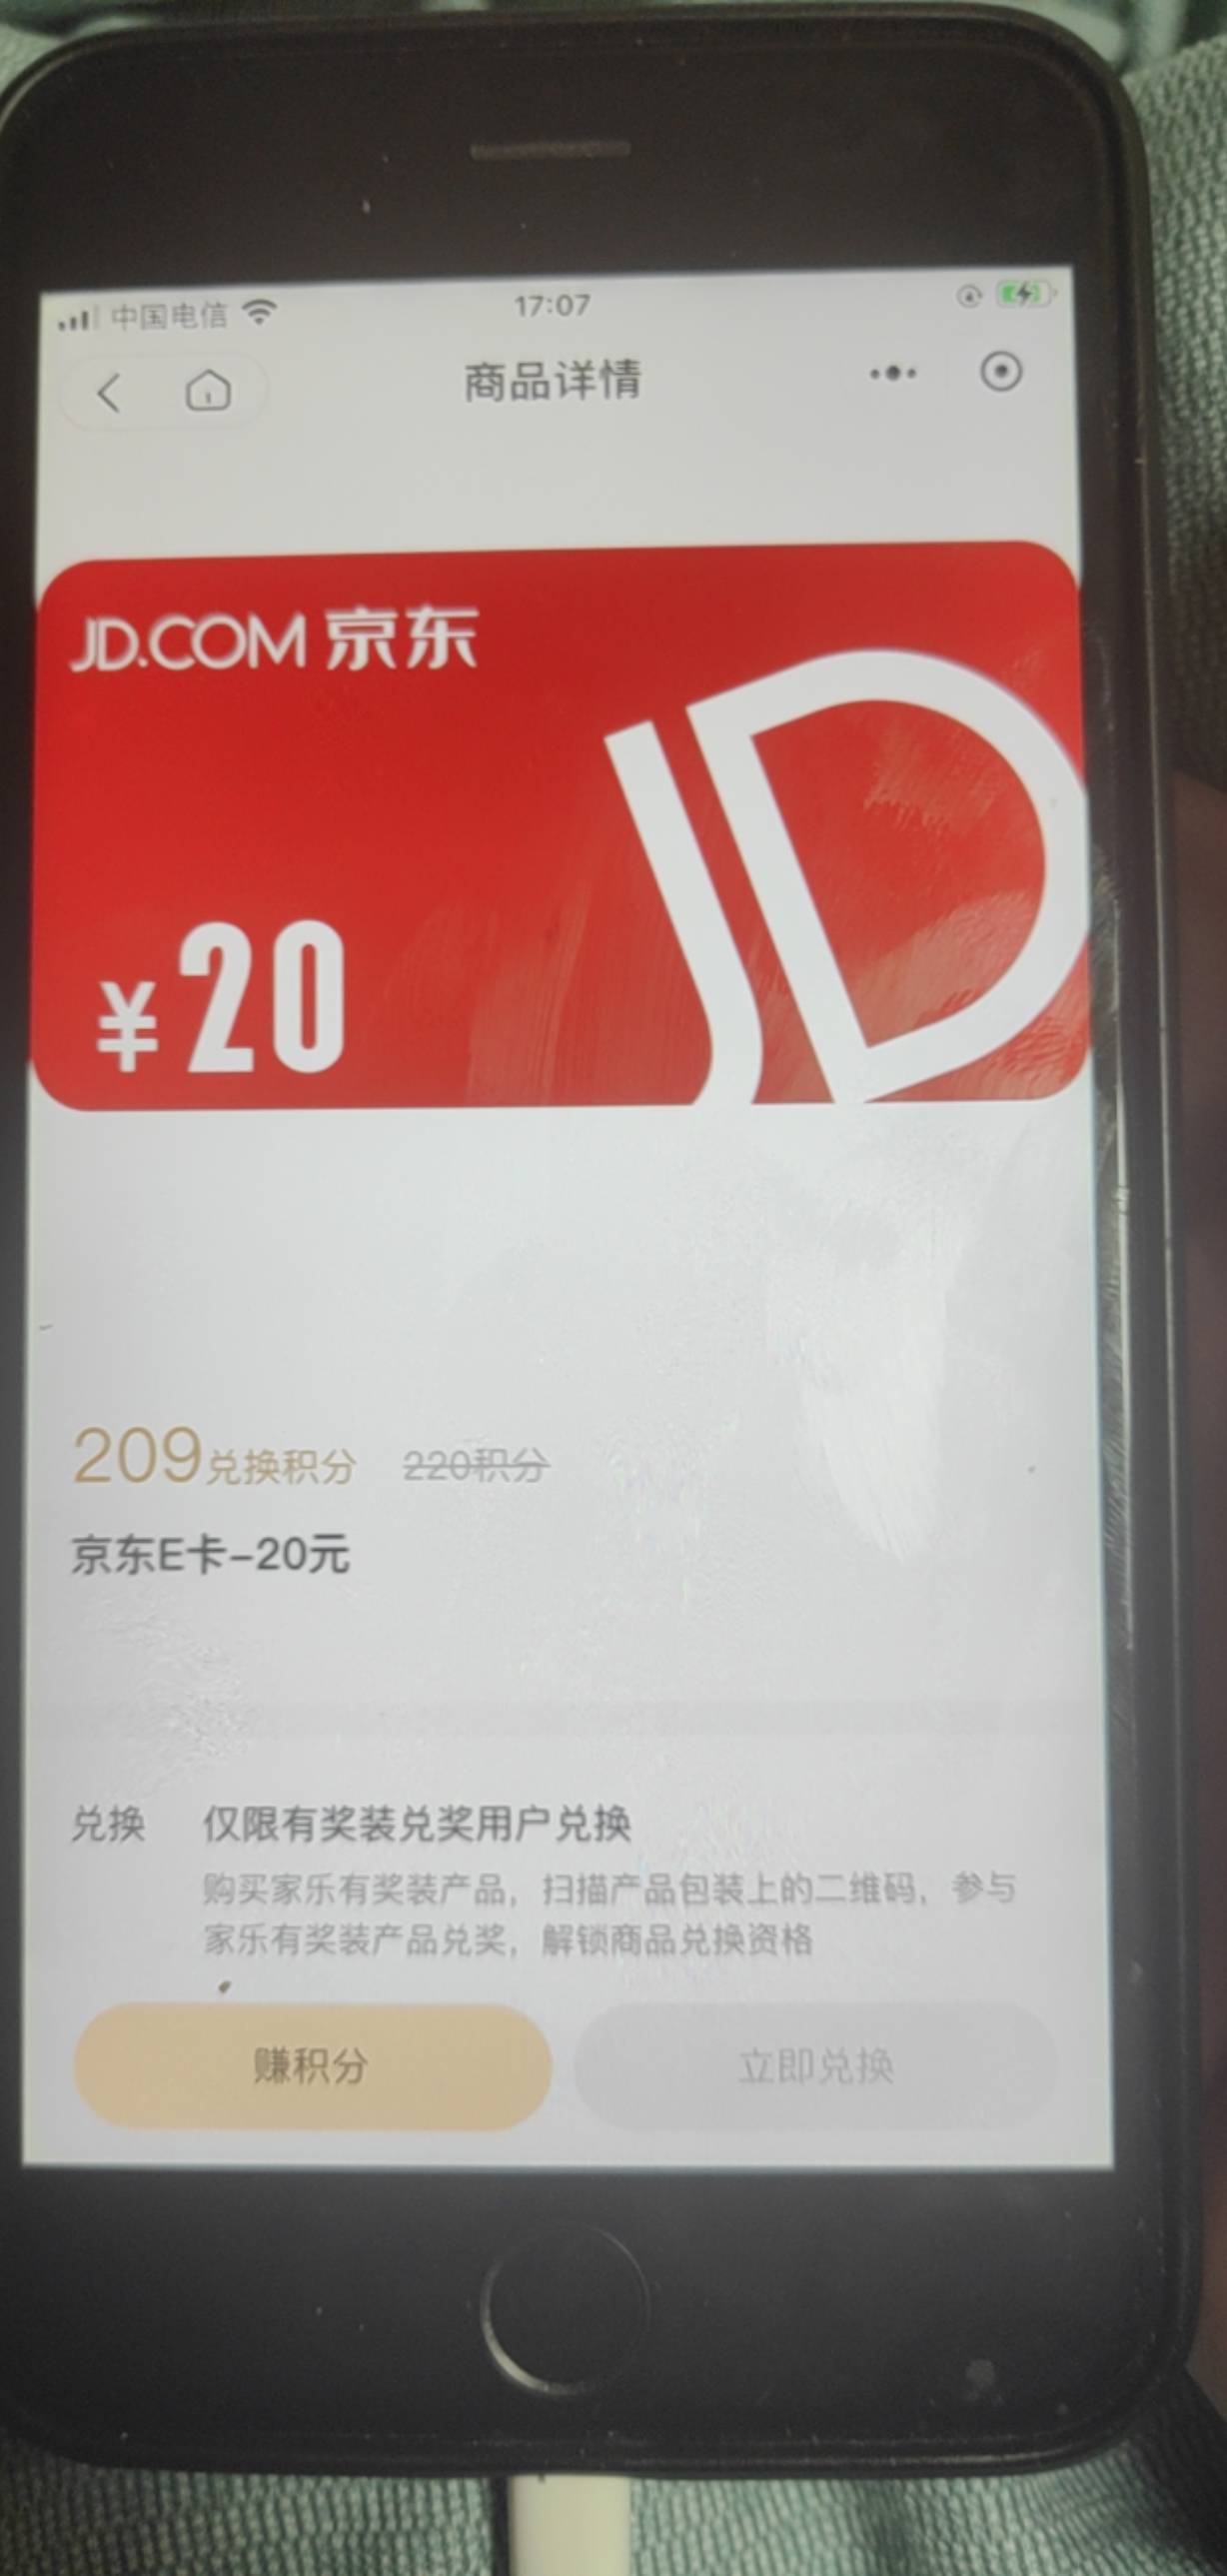 中国电信 17:07
商品详情
JD.COM 京东
¥20
209兑换积分 220积分
京东E卡-20元
兑换 仅限有奖装兑奖用户兑换
购买家乐有奖装产品，扫描产品包装上的二维码，参与
家乐有奖装产品兑奖，解锁商品兑换资格
赚积分 立即兑换